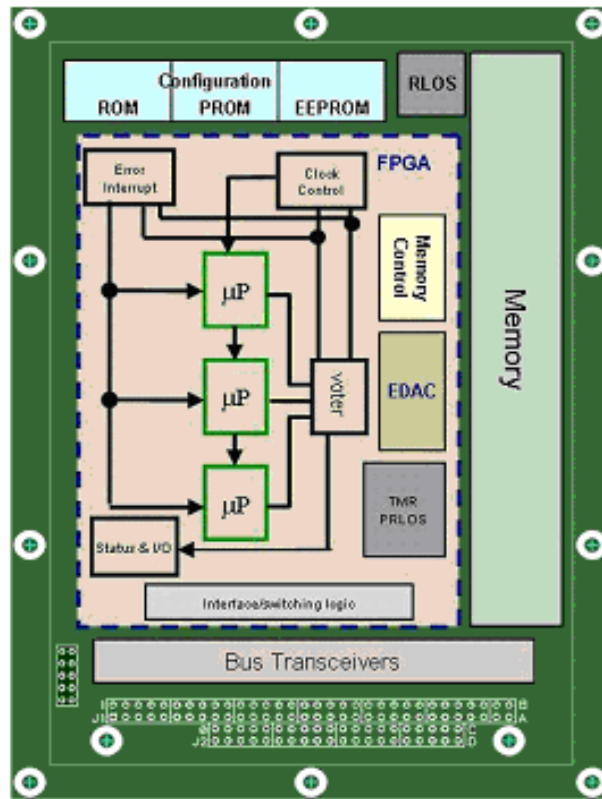 Configuration
ROM PROM EEPROM
RLOS
FPGA
Error
Interrupt
Clock
Control
Memory
Control
Memory
µP
µP
voter
EDAC
µP
TMR
PRLOS
Status & I/O
Interface/switching logic
Bus Transceivers
J1
B
A
J2
C
D